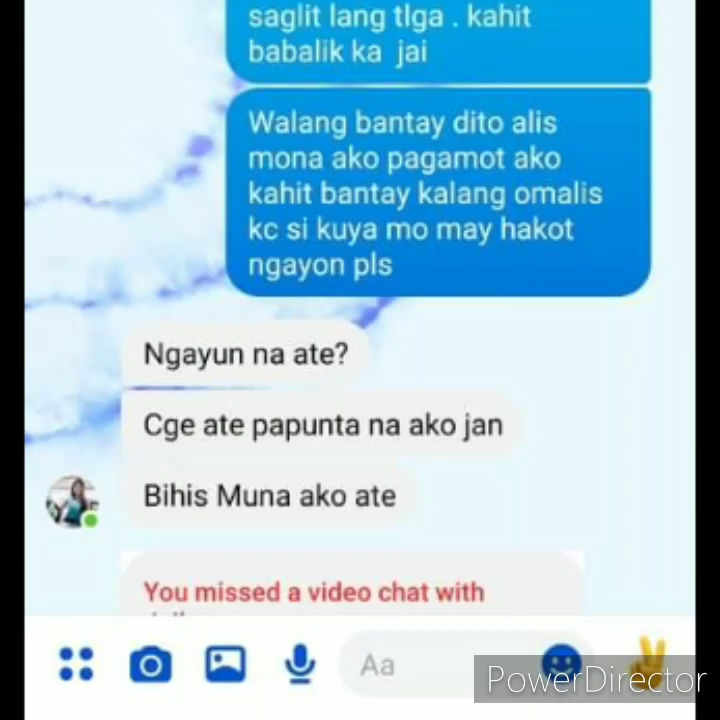 saglit lang tlga . kahit
babalik ka jai
Walang bantay dito alis
mona ako pagamot ako
kahit bantay kalang omalis
kc si kuya mo may hakot
ngayon pls
Ngayun na ate?
Cge ate papunta na ako jan
Bihis Muna ako ate
You missed a video chat with
Aa
PowerDirector